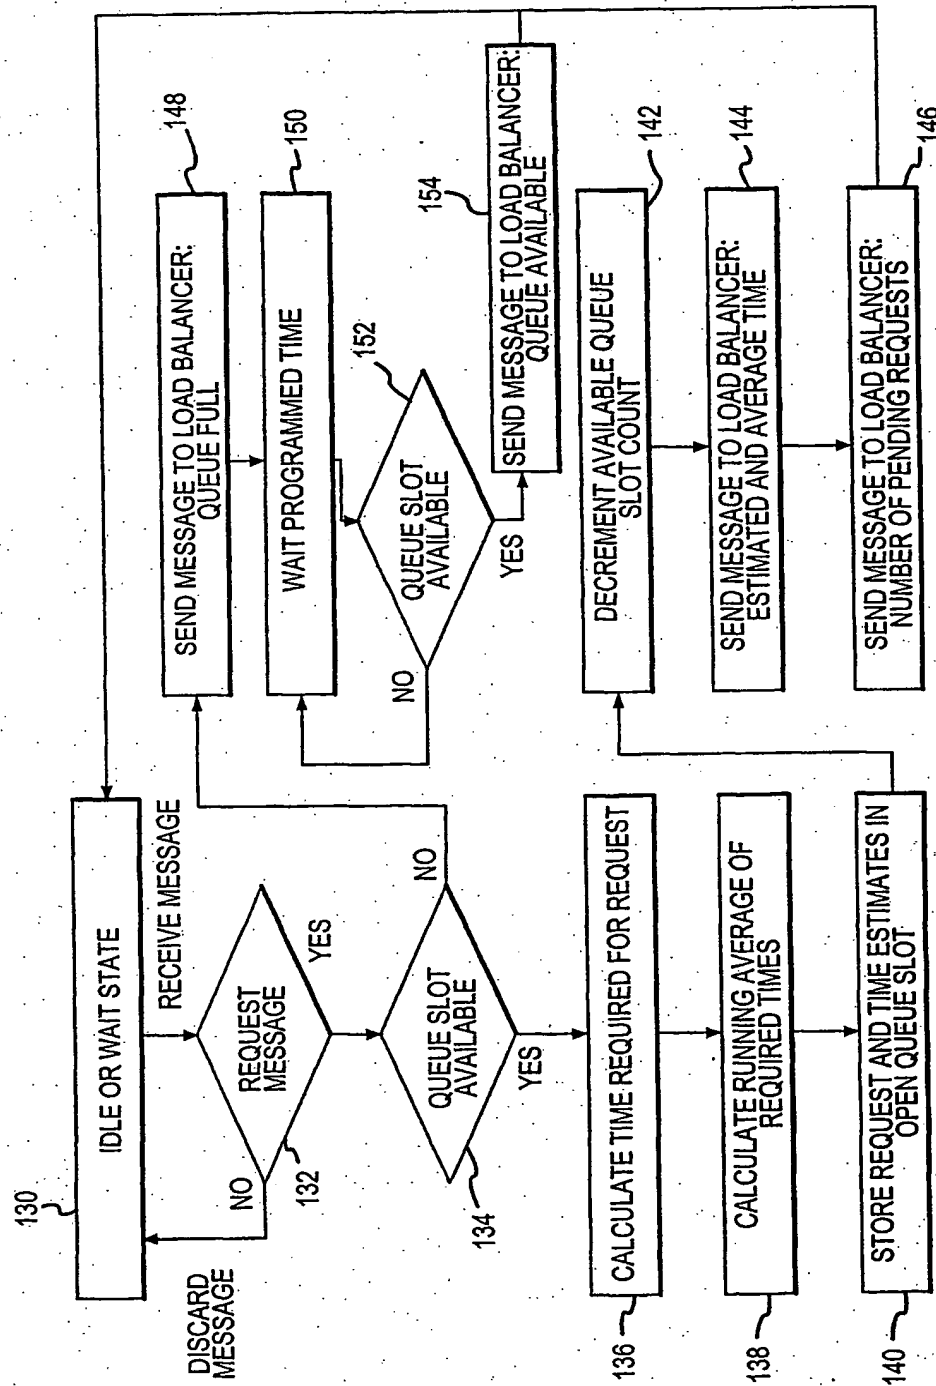 130
IDLE OR WAIT STATE
DISCARD
MESSAGE
RECEIVE MESSAGE
NO
REQUEST
MESSAGE
YES
132
QUEUE SLOT
AVAILABLE
NO
134
YES
136
CALCULATE TIME REQUIRED FOR REQUEST
138
CALCULATE RUNNING AVERAGE OF
REQUIRED TIMES
140
STORE REQUEST AND TIME ESTIMATES IN
OPEN QUEUE SLOT
148
SEND MESSAGE TO LOAD BALANCER:
QUEUE FULL
150
WAIT PROGRAMMED TIME
152
QUEUE SLOT
AVAILABLE
NO
YES
154
SEND MESSAGE TO LOAD BALANCER:
QUEUE AVAILABLE
142
DECREMENT AVAILABLE QUEUE
SLOT COUNT
144
SEND MESSAGE TO LOAD BALANCER:
ESTIMATED AND AVERAGE TIME
146
SEND MESSAGE TO LOAD BALANCER:
NUMBER OF PENDING REQUESTS